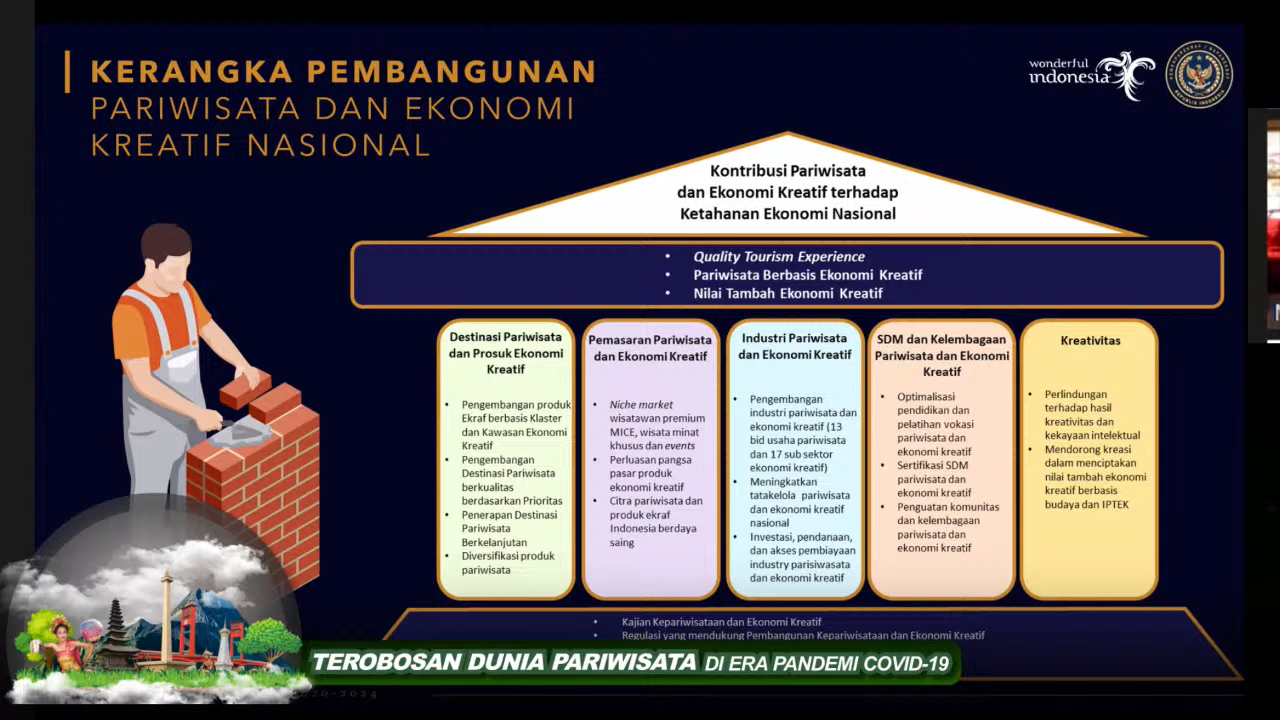 KERANGKA PEMBANGUNAN
PARIWISATA DAN EKONOMI
KREATIF NASIONAL
wonderful
indonesia
Kontribusi Pariwisata
dan Ekonomi Kreatif terhadap
Ketahanan Ekonomi Nasional
• Quality Tourism Experience
• Pariwisata Berbasis Ekonomi Kreatif
• Nilai Tambah Ekonomi Kreatif
Destinasi Pariwisata
dan Prosuk Ekonomi
Kreatif
• Pengembangan produk
Ekraf berbasis Klaster
dan Kawasan Ekonomi
Kreatif
• Pengembangan
Destinasi Pariwisata
berkualitas
berdasarkan Prioritas
• Penerapan Destinasi
Pariwisata
Berkelanjutan
• Diversifikasi produk
pariwisata
Pemasaran Pariwisata
dan Ekonomi Kreatif
• Niche market
wisatawan premium
MICE, wisata minat
khusus dan events
• Perluasan pangsa
pasar produk
ekonomi kreatif
• Citra pariwisata dan
produk ekraf
Indonesia berdaya
saing
Industri Pariwisata
dan Ekonomi Kreatif
• Pengembangan
industri pariwisata dan
ekonomi kreatif (13
bid usaha pariwisata
dan 17 sub sektor
ekonomi kreatif)
• Meningkatkan
tatakelola pariwisata
dan ekonomi kreatif
nasional
• Investasi, pendanaan,
dan akses pembiayaan
industry parisiwasata
dan ekonomi kreatif
SDM dan Kelembagaan
Pariwisata dan Ekonomi
Kreatif
• Optimalisasi
pendidikan dan
pelatihan vokasi
pariwisata dan
ekonomi kreatif
• Sertifikasi SDM
pariwisata dan
ekonomi kreatif
• Penguatan komunitas
dan kelembagaan
pariwisata dan
ekonomi kreatif
Kreativitas
• Perlindungan
terhadap hasil
kreativitas dan
kekayaan intelektual
• Mendorong kreasi
dalam menciptakan
nilai tambah ekonomi
kreatif berbasis
budaya dan IPTEK
• Kajian Kepariwisataan dan Ekonomi Kreatif
• Regulasi yang mendukung Pembangunan Kepariwisataan dan Ekonomi Kreatif
TEROBOSAN DUNIA PARIWISATA DI ERA PANDEMI COVID-19